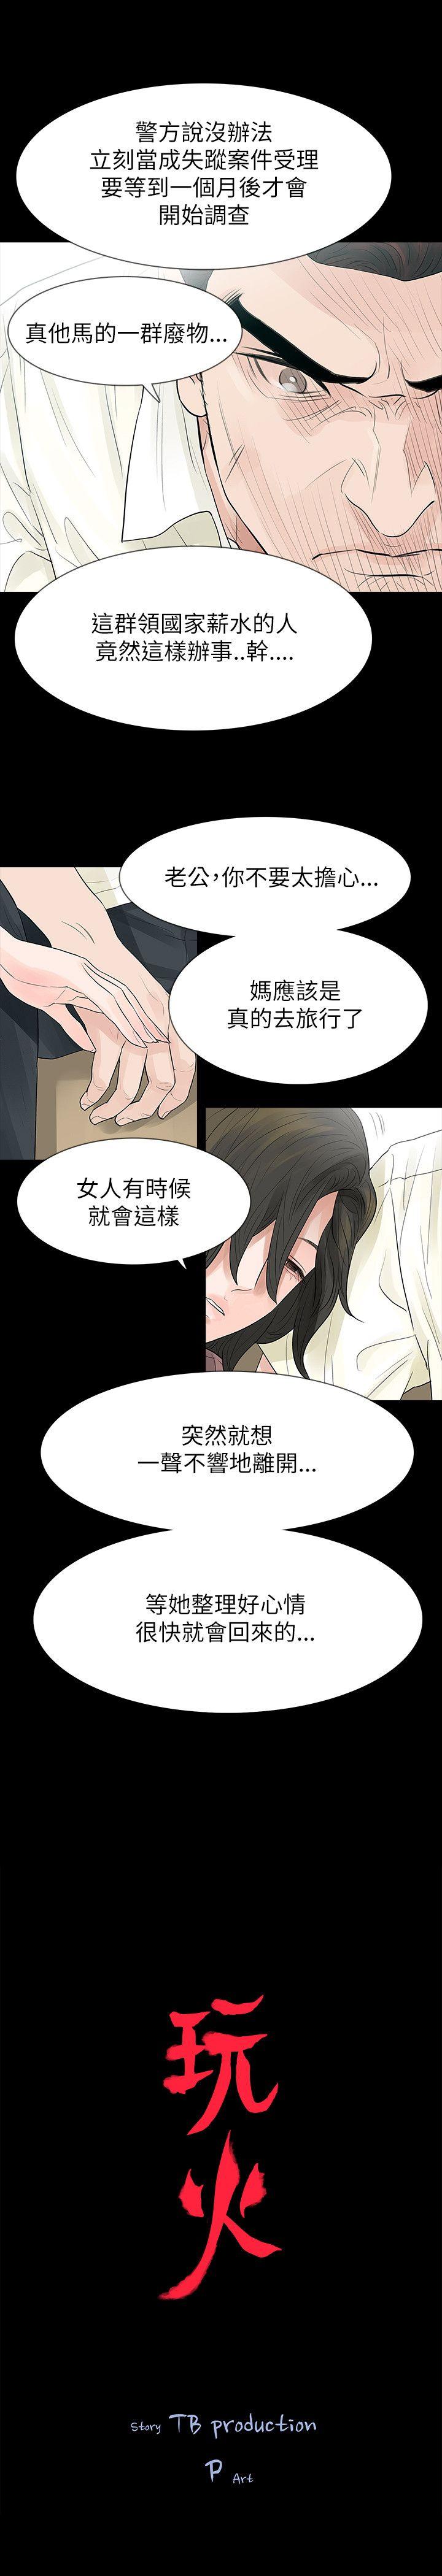 警方說沒辦法
立刻當成失蹤案件受理
要等到一個月後才會
開始調查
真他馬的一群廢物...
這群領國家薪水的人
竟然這樣辦事..幹....
老公,你不要太擔心...
媽應該是
真的去旅行了
女人有時候
就會這樣
突然就想
一聲不響地離開...
等她整理好心情
很快就會回來的...
玩
火
Story TB production
P Art